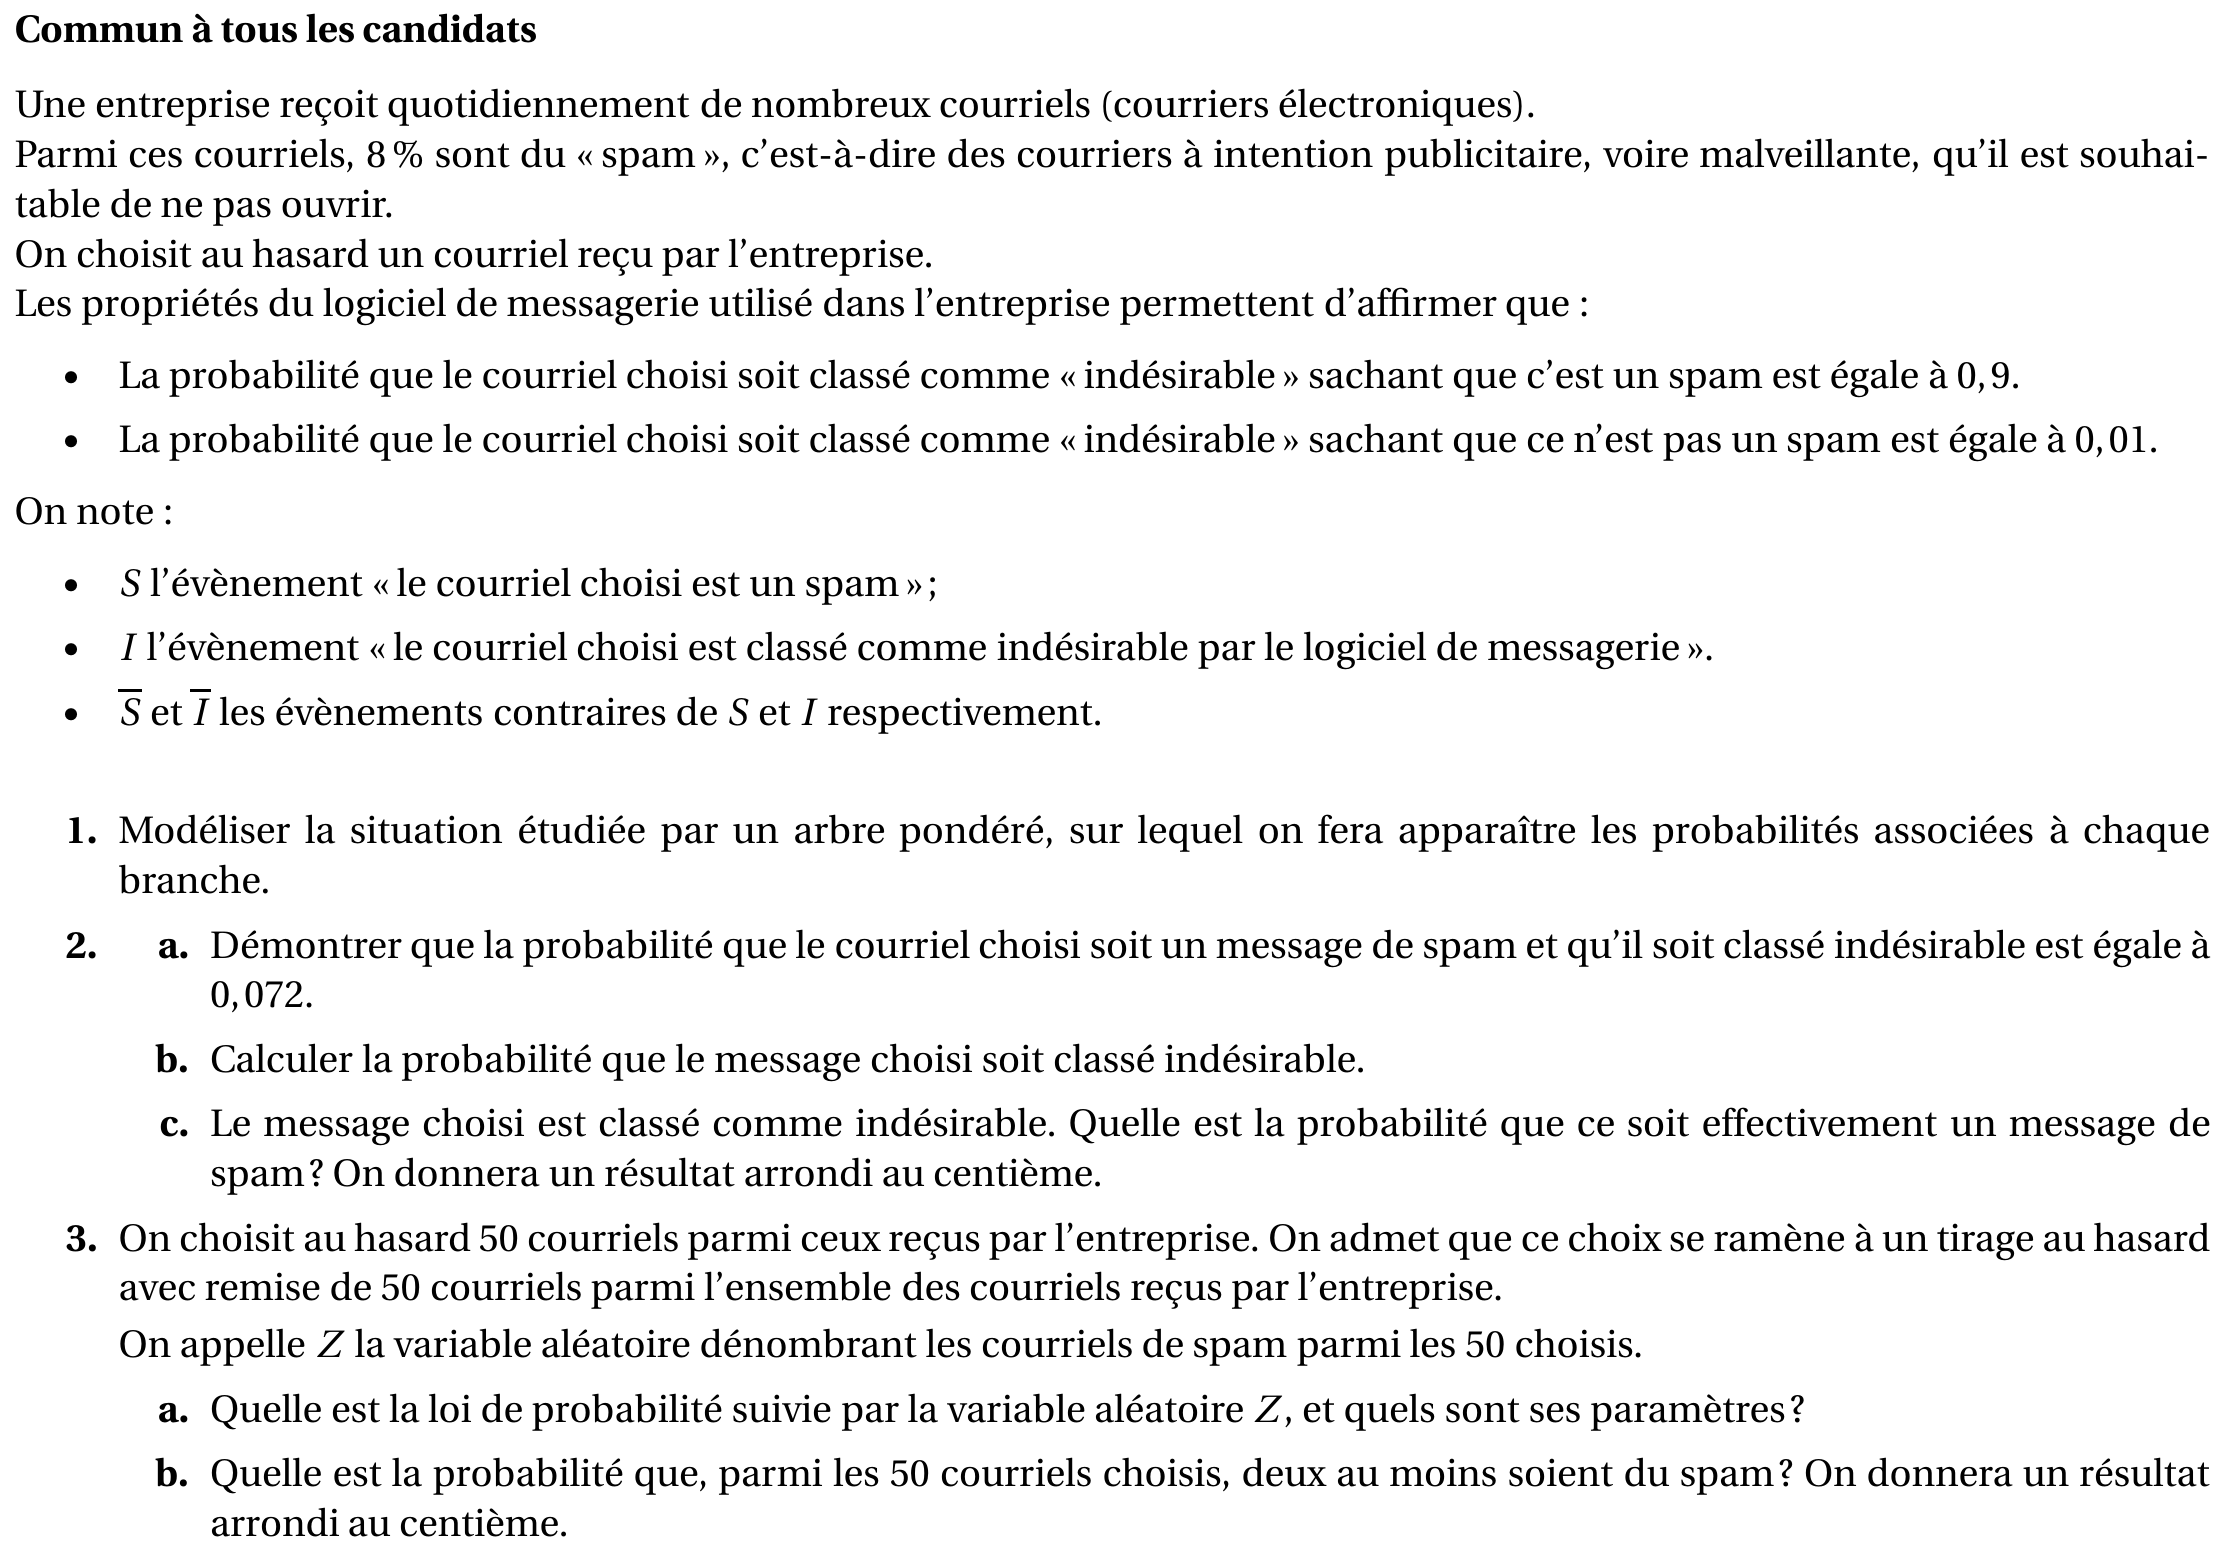 Commun à tous les candidats
Une entreprise reçoit quotidiennement de nombreux courriels (courriers électroniques).
Parmi ces courriels, 8 % sont du « spam », c’est-à-dire des courriers à intention publicitaire, voire malveillante, qu’il est souhai-
table de ne pas ouvrir.
On choisit au hasard un courriel reçu par l’entreprise.
Les propriétés du logiciel de messagerie utilisé dans l’entreprise permettent d’affirmer que :
• La probabilité que le courriel choisi soit classé comme « indésirable » sachant que c’est un spam est égale à 0,9.
• La probabilité que le courriel choisi soit classé comme « indésirable » sachant que ce n’est pas un spam est égale à 0,01.
On note :
• S l’évènement « le courriel choisi est un spam » ;
• I l’évènement « le courriel choisi est classé comme indésirable par le logiciel de messagerie ».
• S̅ et I̅ les évènements contraires de S et I respectivement.
1. Modéliser la situation étudiée par un arbre pondéré, sur lequel on fera apparaître les probabilités associées à chaque
branche.
2. a. Démontrer que la probabilité que le courriel choisi soit un message de spam et qu’il soit classé indésirable est égale à
0,072.
b. Calculer la probabilité que le message choisi soit classé indésirable.
c. Le message choisi est classé comme indésirable. Quelle est la probabilité que ce soit effectivement un message de
spam ? On donnera un résultat arrondi au centième.
3. On choisit au hasard 50 courriels parmi ceux reçus par l’entreprise. On admet que ce choix se ramène à un tirage au hasard
avec remise de 50 courriels parmi l’ensemble des courriels reçus par l’entreprise.
On appelle Z la variable aléatoire dénombrant les courriels de spam parmi les 50 choisis.
a. Quelle est la loi de probabilité suivie par la variable aléatoire Z, et quels sont ses paramètres ?
b. Quelle est la probabilité que, parmi les 50 courriels choisis, deux au moins soient du spam ? On donnera un résultat
arrondi au centième.